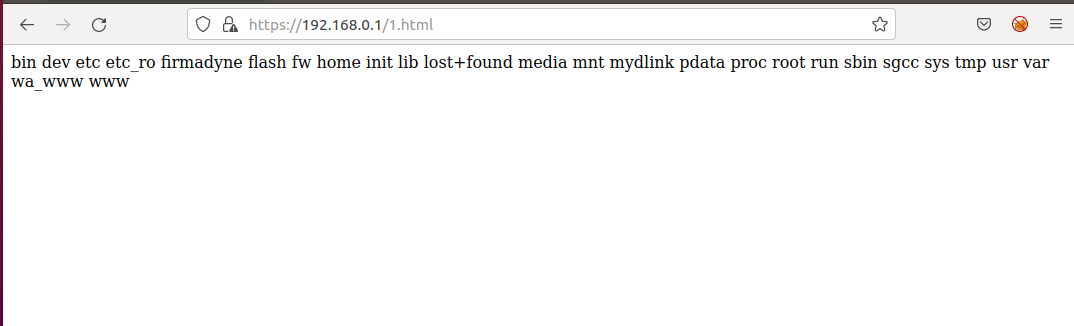 https://192.168.0.1/1.html
bin dev etc etc_ro firmadyne flash fw home init lib lost+found media mnt mydlink pdata proc root run sbin sgcc sys tmp usr var
wa_www www